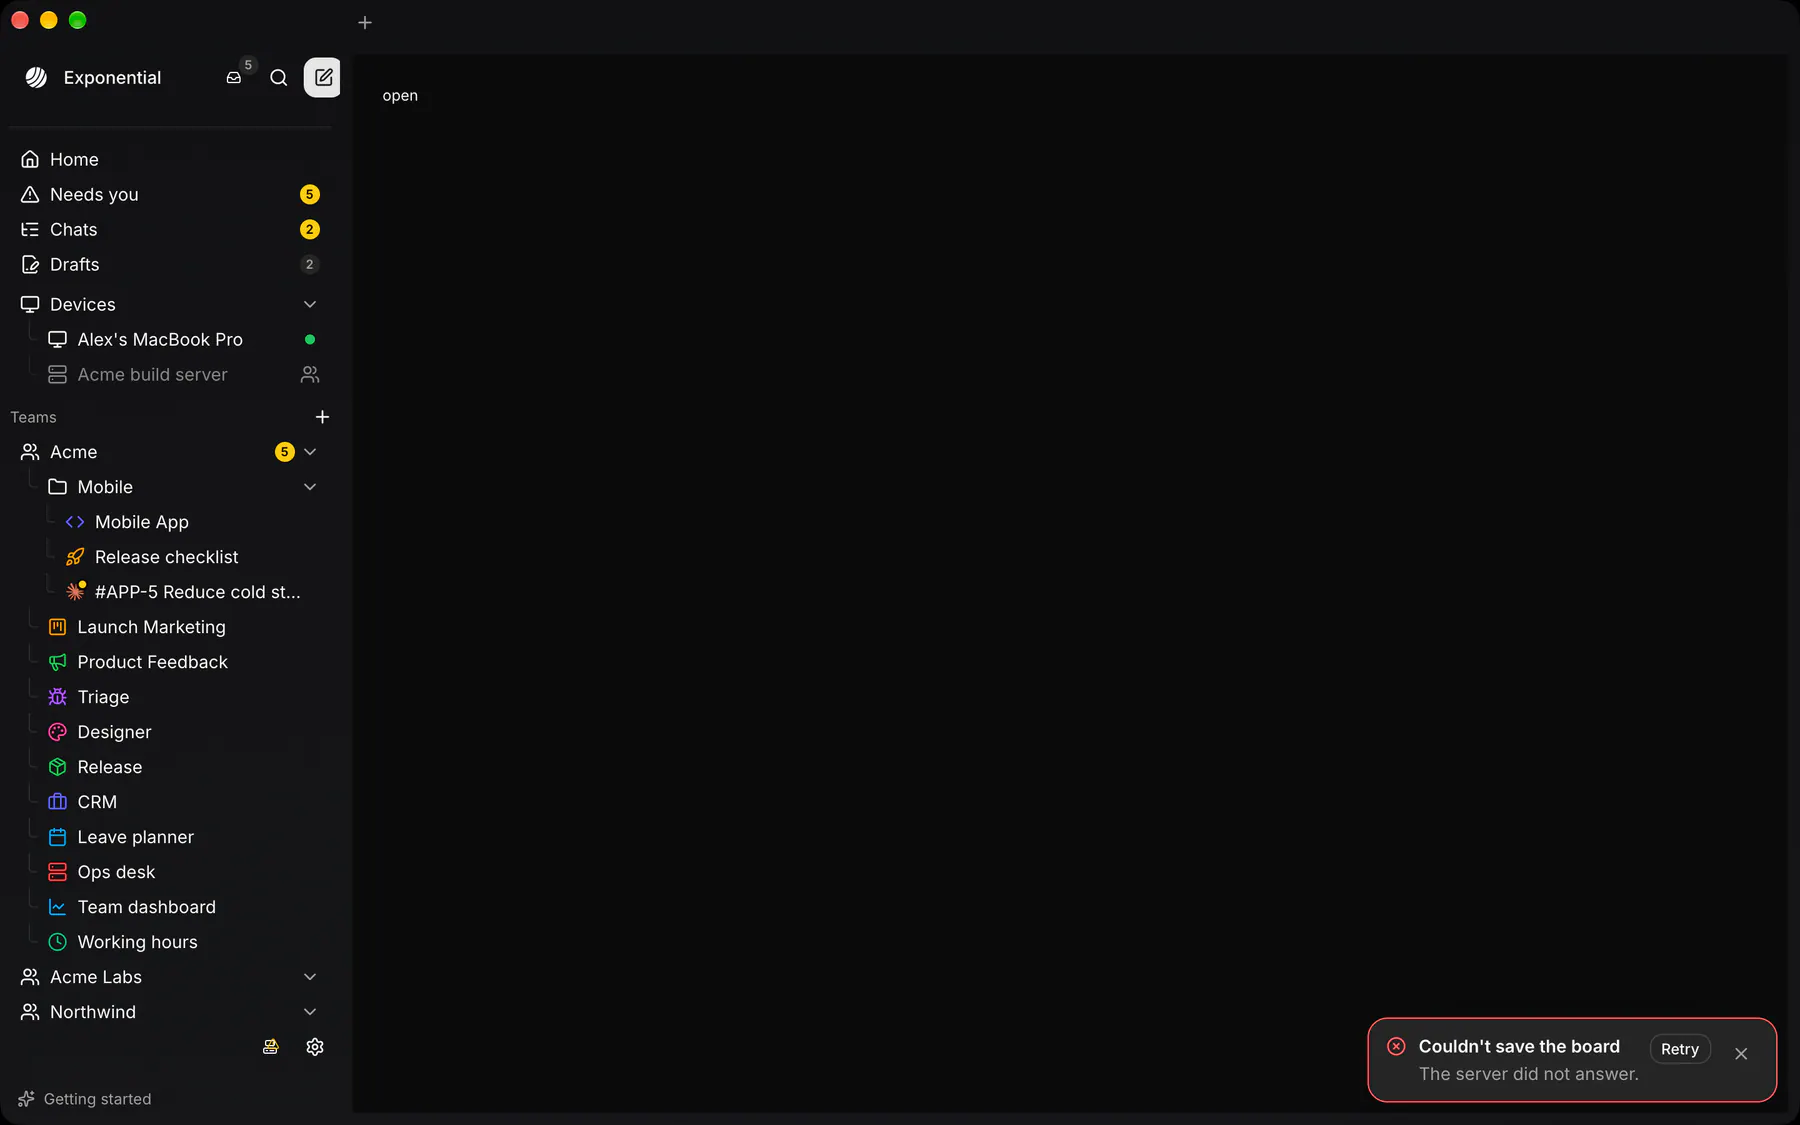 Exponential
5
open
Home
Needs you
5
Chats
2
Drafts
2
Devices
Alex's MacBook Pro
Acme build server
Teams
Acme
5
Mobile
Mobile App
Release checklist
#APP-5 Reduce cold st...
Launch Marketing
Product Feedback
Triage
Designer
Release
CRM
Leave planner
Ops desk
Team dashboard
Working hours
Acme Labs
Northwind
Getting started
Couldn't save the board
Retry
The server did not answer.